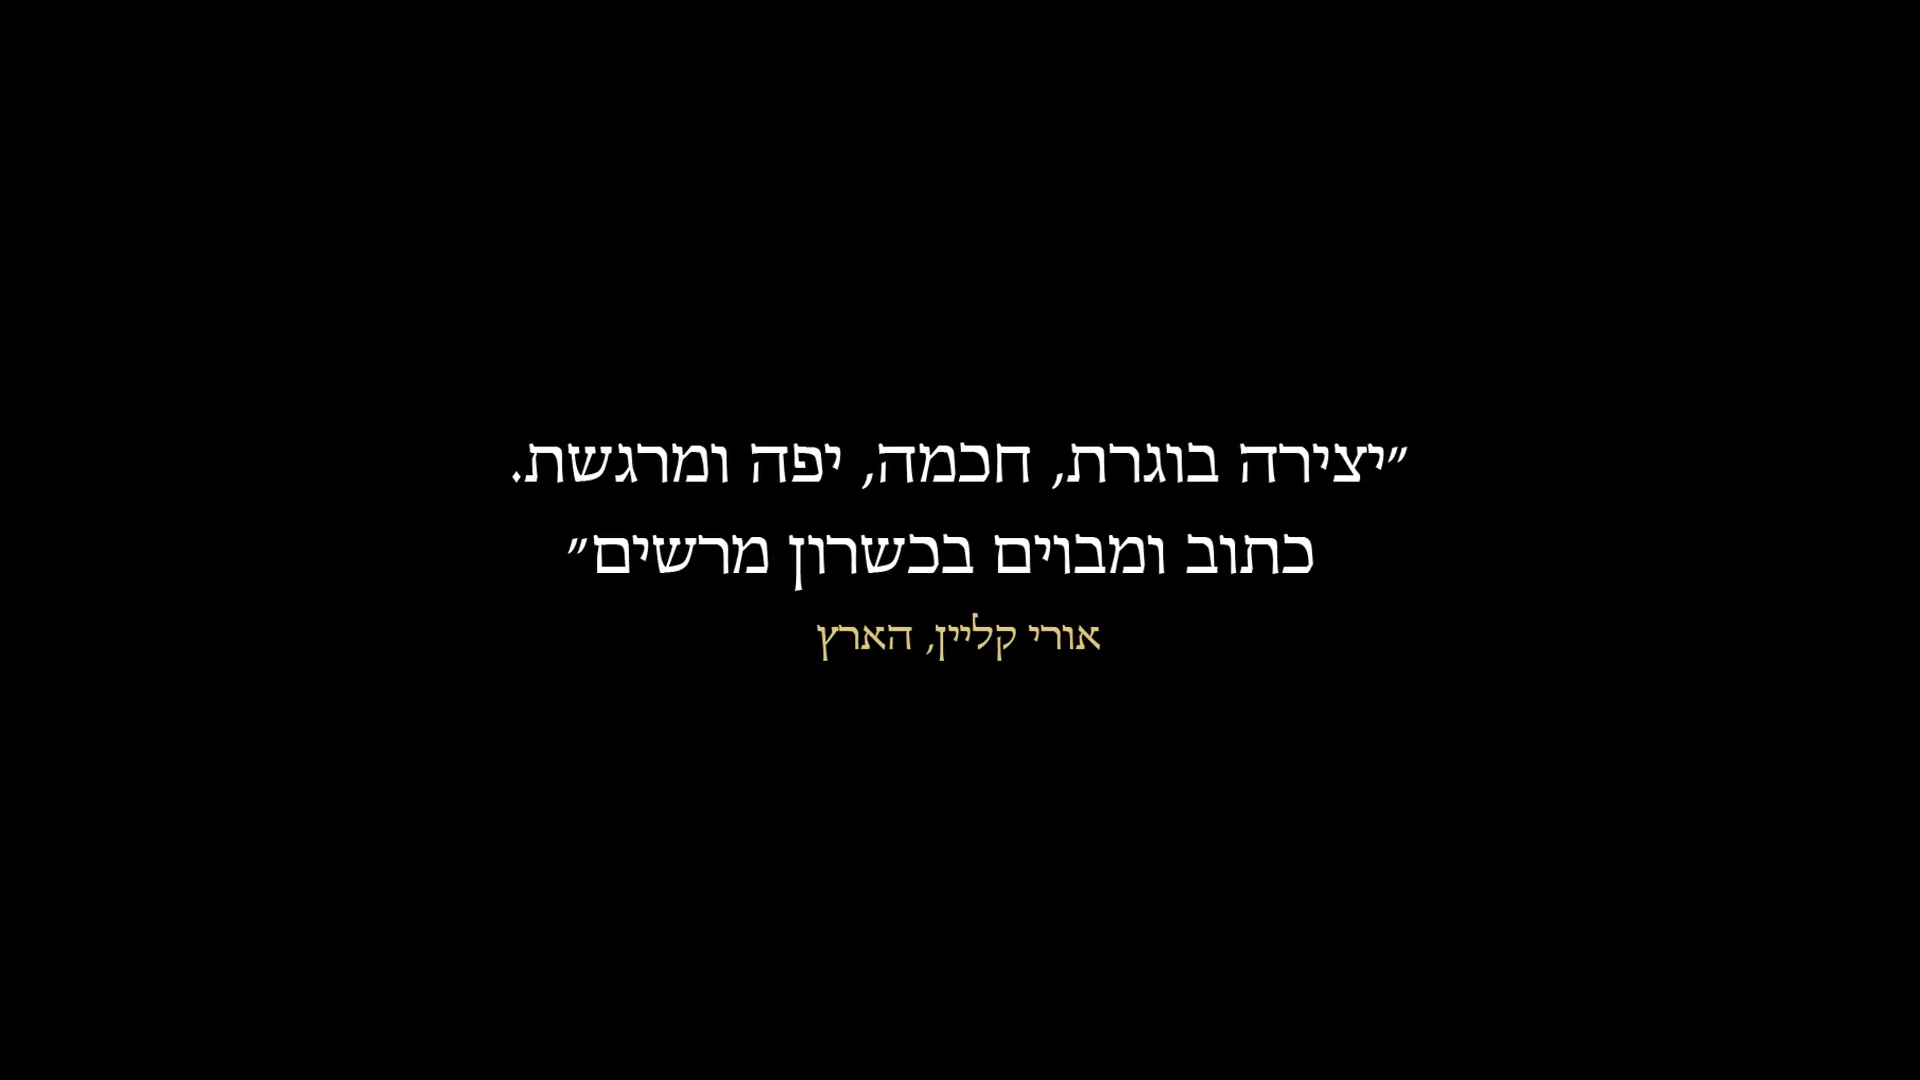 ״יצירה בוגרת, חכמה, יפה ומרגשת.
כתוב ומבוים בכשרון מרשים״
אורי קליין, הארץ